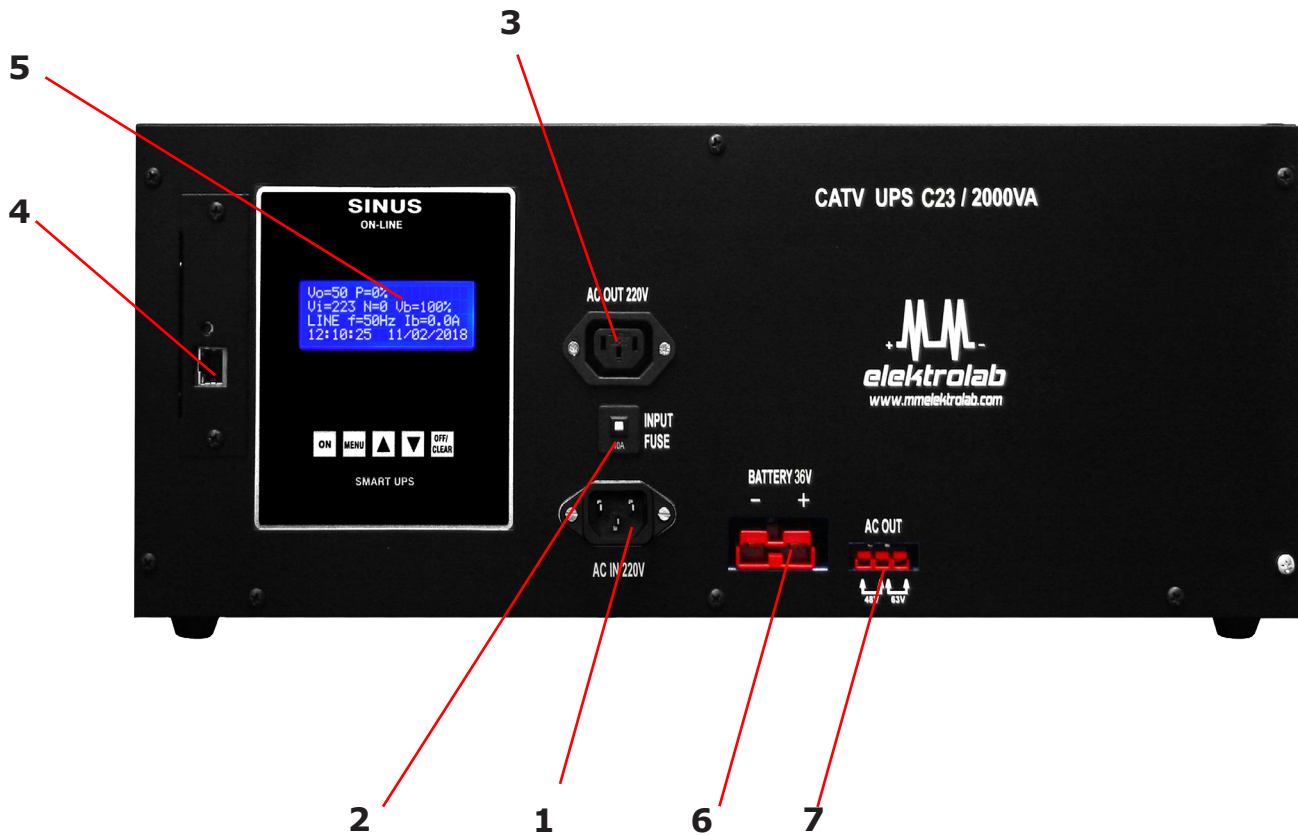 3
5
4
SINUS
ON-LINE
Vo=50 P=0%
Vi=223 N=0 Vb=100%
LINE f=50Hz Ib=0.0A
12:10:25 11/02/2018
ON MENU OFF/CLEAR
SMART UPS
AC OUT 220V
INPUT
FUSE
10A
AC IN 220V
CATV UPS C23 / 2000VA
+ MM -
elektrolab
www.mmelektrolab.com
BATTERY 36V
- +
AC OUT
48V 63V
2
1
6
7